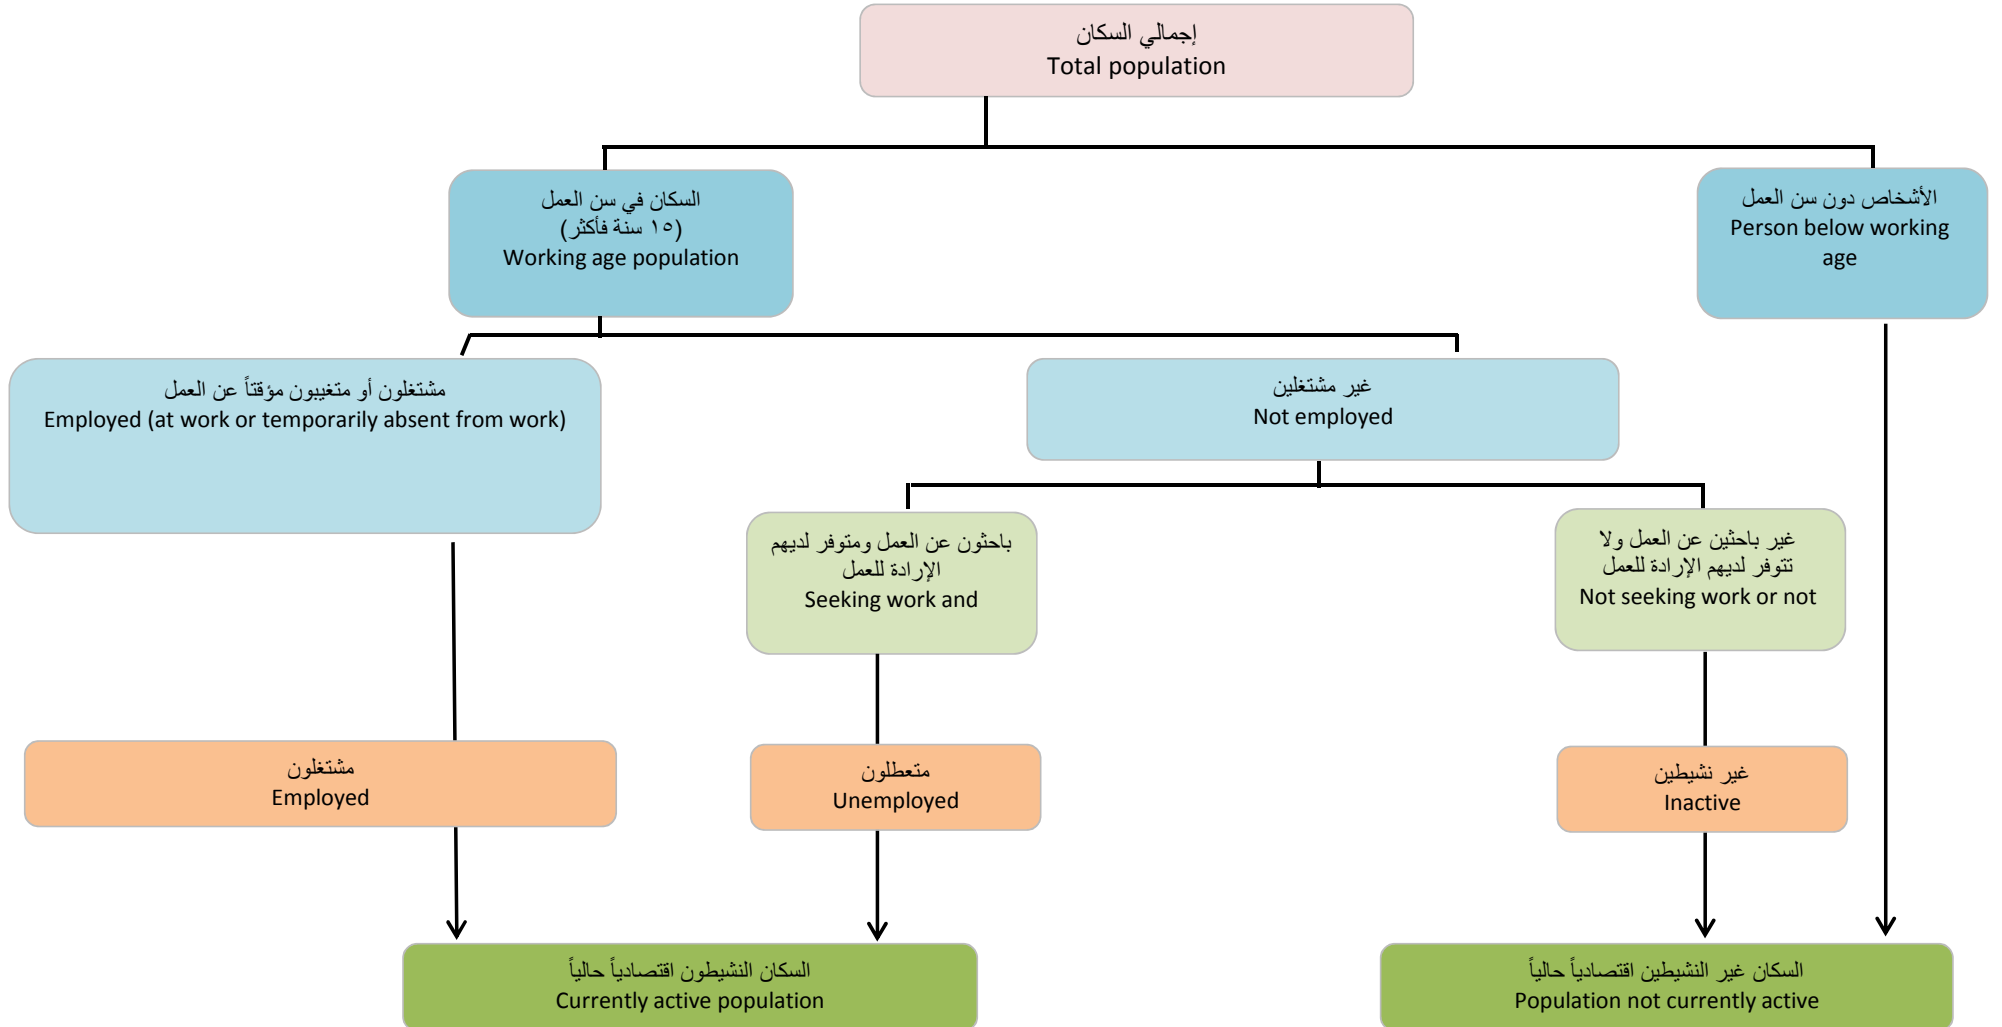 إجمالي السكان
Total population
السكان في سن العمل
(١٥ سنة فأكثر)
Working age population
الأشخاص دون سن العمل
Person below working
age
مشتغلون أو متغيبون مؤقتاً عن العمل
Employed (at work or temporarily absent from work)
غير مشتغلين
Not employed
باحثون عن العمل ومتوفر لديهم
الإرادة للعمل
Seeking work and
غير باحثين عن العمل ولا
تتوفر لديهم الإرادة للعمل
Not seeking work or not
مشتغلون
Employed
متعطلون
Unemployed
غير نشيطين
Inactive
السكان النشيطون اقتصادياً حالياً
Currently active population
السكان غير النشيطين اقتصادياً حالياً
Population not currently active